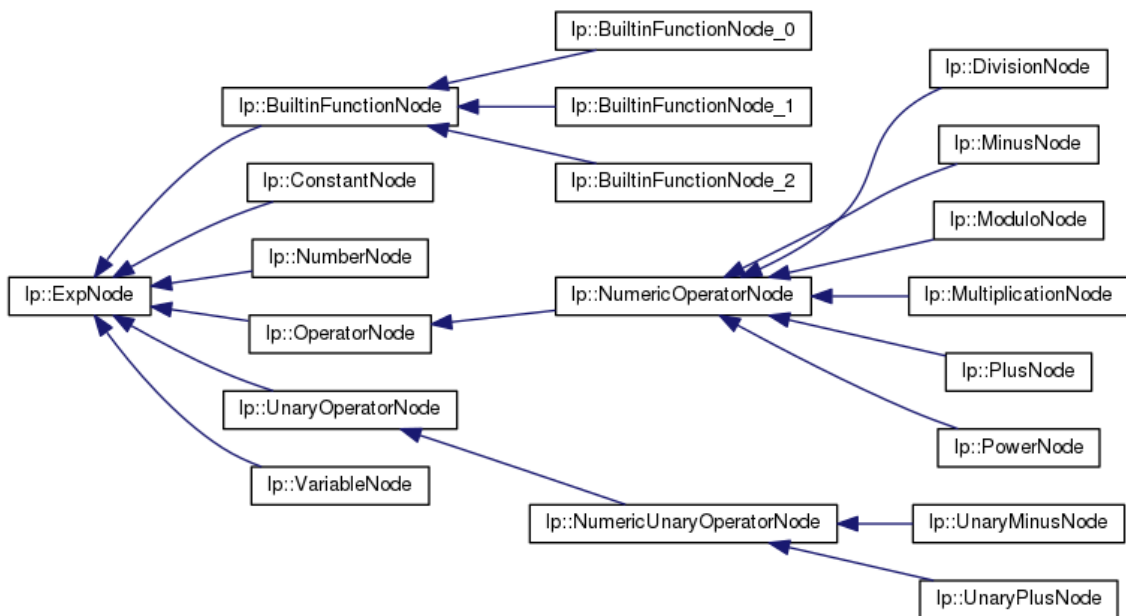 lp::BuiltinFunctionNode_0
lp::DivisionNode
lp::BuiltinFunctionNode
lp::BuiltinFunctionNode_1
lp::MinusNode
lp::ConstantNode
lp::BuiltinFunctionNode_2
lp::ModuloNode
lp::NumberNode
lp::ExpNode
lp::NumericOperatorNode
lp::MultiplicationNode
lp::OperatorNode
lp::PlusNode
lp::UnaryOperatorNode
lp::PowerNode
lp::VariableNode
lp::NumericUnaryOperatorNode
lp::UnaryMinusNode
lp::UnaryPlusNode